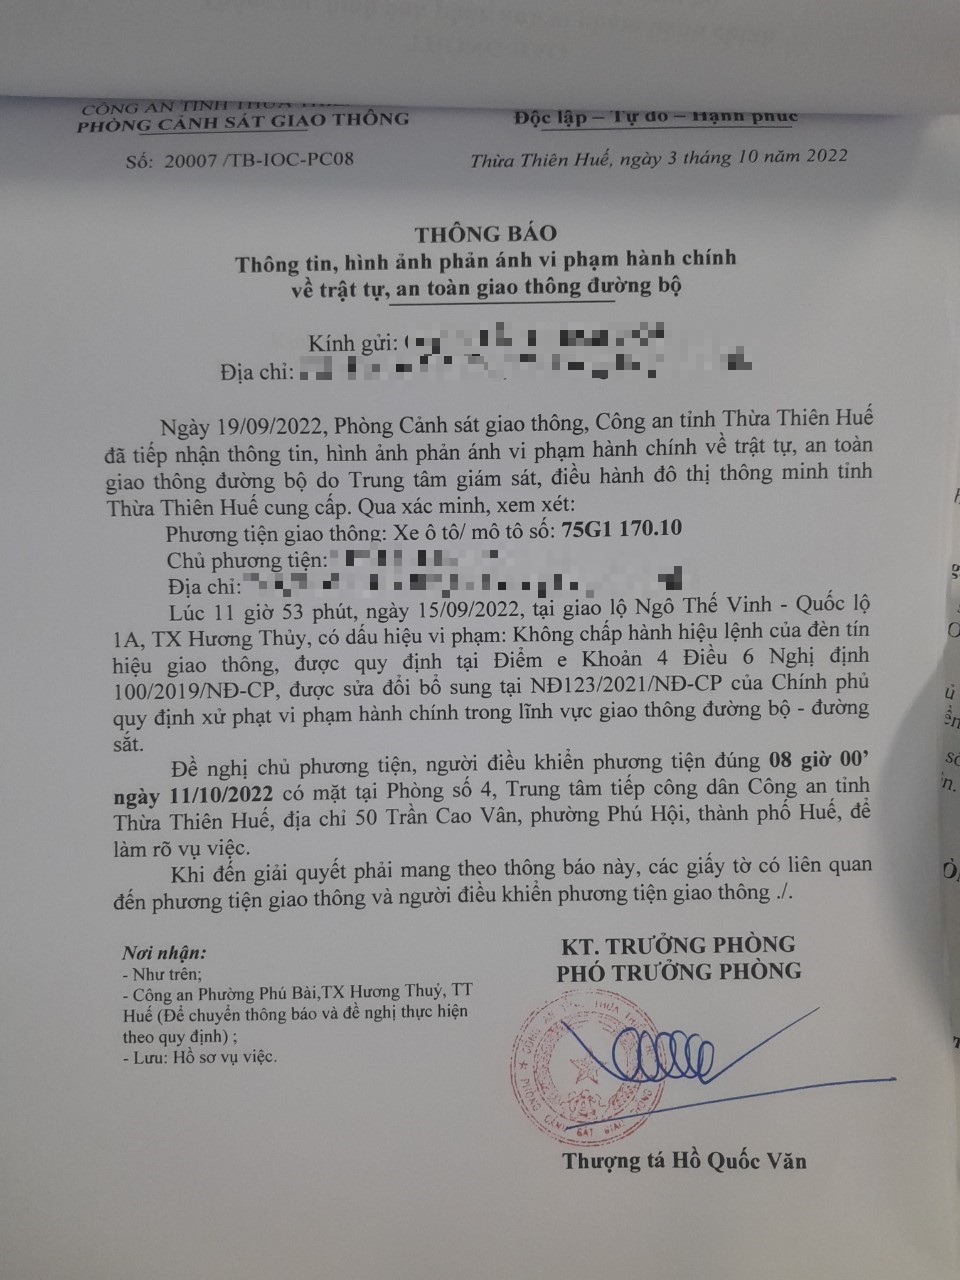 CÔNG AN TỈNH THỪA
PHÒNG CẢNH SÁT GIAO THÔNG
Độc lập – Tự do – Hạnh phúc
Số: 20007 /TB-IOC-PC08
Thừa Thiên Huế, ngày 3 tháng 10 năm 2022
THÔNG BÁO
Thông tin, hình ảnh phản ánh vi phạm hành chính
về trật tự, an toàn giao thông đường bộ
Kính gửi:
Địa chỉ:
Ngày 19/09/2022, Phòng Cảnh sát giao thông, Công an tỉnh Thừa Thiên Huế
đã tiếp nhận thông tin, hình ảnh phản ánh vi phạm hành chính về trật tự, an toàn
giao thông đường bộ do Trung tâm giám sát, điều hành đô thị thông minh tỉnh
Thừa Thiên Huế cung cấp. Qua xác minh, xem xét:
Phương tiện giao thông: Xe ô tô/ mô tô số: 75G1 170.10
Chủ phương tiện:
Địa chỉ:
Lúc 11 giờ 53 phút, ngày 15/09/2022, tại giao lộ Ngô Thế Vinh - Quốc lộ
1A, TX Hương Thủy, có dấu hiệu vi phạm: Không chấp hành hiệu lệnh của đèn tín
hiệu giao thông, được quy định tại Điểm e Khoản 4 Điều 6 Nghị định
100/2019/NĐ-CP, được sửa đổi bổ sung tại NĐ123/2021/NĐ-CP của Chính phủ
quy định xử phạt vi phạm hành chính trong lĩnh vực giao thông đường bộ - đường
sắt.
Đề nghị chủ phương tiện, người điều khiển phương tiện đúng 08 giờ 00’
ngày 11/10/2022 có mặt tại Phòng số 4, Trung tâm tiếp công dân Công an tỉnh
Thừa Thiên Huế, địa chỉ 50 Trần Cao Vân, phường Phú Hội, thành phố Huế, để
làm rõ vụ việc.
Khi đến giải quyết phải mang theo thông báo này, các giấy tờ có liên quan
đến phương tiện giao thông và người điều khiển phương tiện giao thông ./.
Nơi nhận:
- Như trên;
- Công an Phường Phú Bài,TX Hương Thuỷ, TT
Huế (Để chuyển thông báo và đề nghị thực hiện
theo quy định) ;
- Lưu: Hồ sơ vụ việc.
KT. TRƯỞNG PHÒNG
PHÓ TRƯỞNG PHÒNG
Thượng tá Hồ Quốc Văn